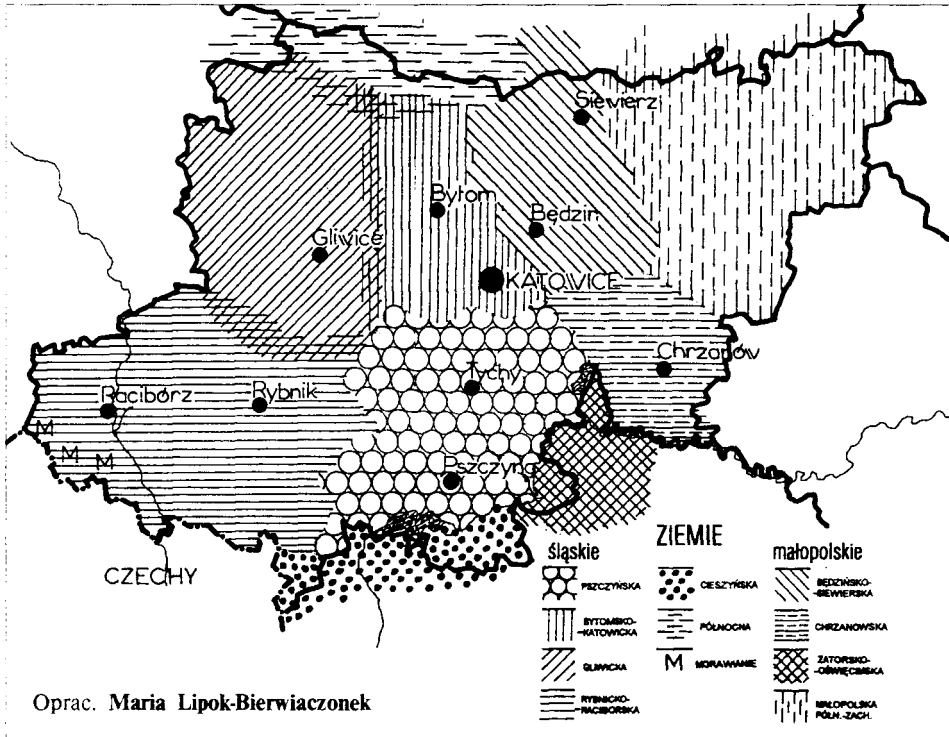 Siewierz
Bytom
Będzin
Gliwice
KATOWICE
Chrzanów
Tychy
Racibórz
Rybnik
M
M
M
Pszczyna
CZECHY
ZIEMIE
śląskie
PSZCZYŃSKA
BYTOMSKO-
-KATOWICKA
GLIWICKA
RYBNICKO-
-RACIBORSKA
CIESZYŃSKA
PÓŁNOCNA
M MORAWIANIE
małopolskie
BĘDZIŃSKO-
-SIEWIERSKA
CHRZANOWSKA
ZATORSKO-
-OŚWIĘCIMSKA
MAŁOPOLSKA
PÓŁN.-ZACH.
Oprac. Maria Lipok-Bierwiaczonek